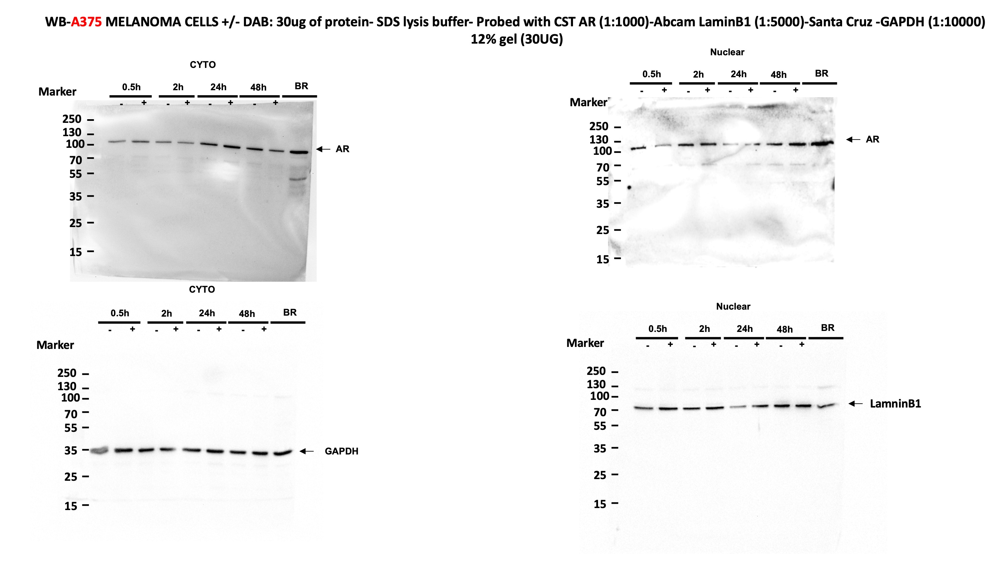 WB-A375 MELANOMA CELLS +/- DAB: 30ug of protein- SDS lysis buffer- Probed with CST AR (1:1000)-Abcam LaminB1 (1:5000)-Santa Cruz -GAPDH (1:10000)
12% gel (30UG)
CYTO
0.5h 2h 24h 48h BR
Marker
- + - + - + - +
250
130
100
70
55
35
25
15
AR
Nuclear
0.5h 2h 24h 48h BR
- + - + - + - +
Marker
250
130
100
70
55
35
25
15
AR
CYTO
0.5h 2h 24h 48h BR
- + - + - + - +
Marker
250
130
100
70
55
35
25
15
GAPDH
Nuclear
0.5h 2h 24h 48h BR
- + - + - + - +
Marker
250
130
100
70
55
35
25
15
LamninB1